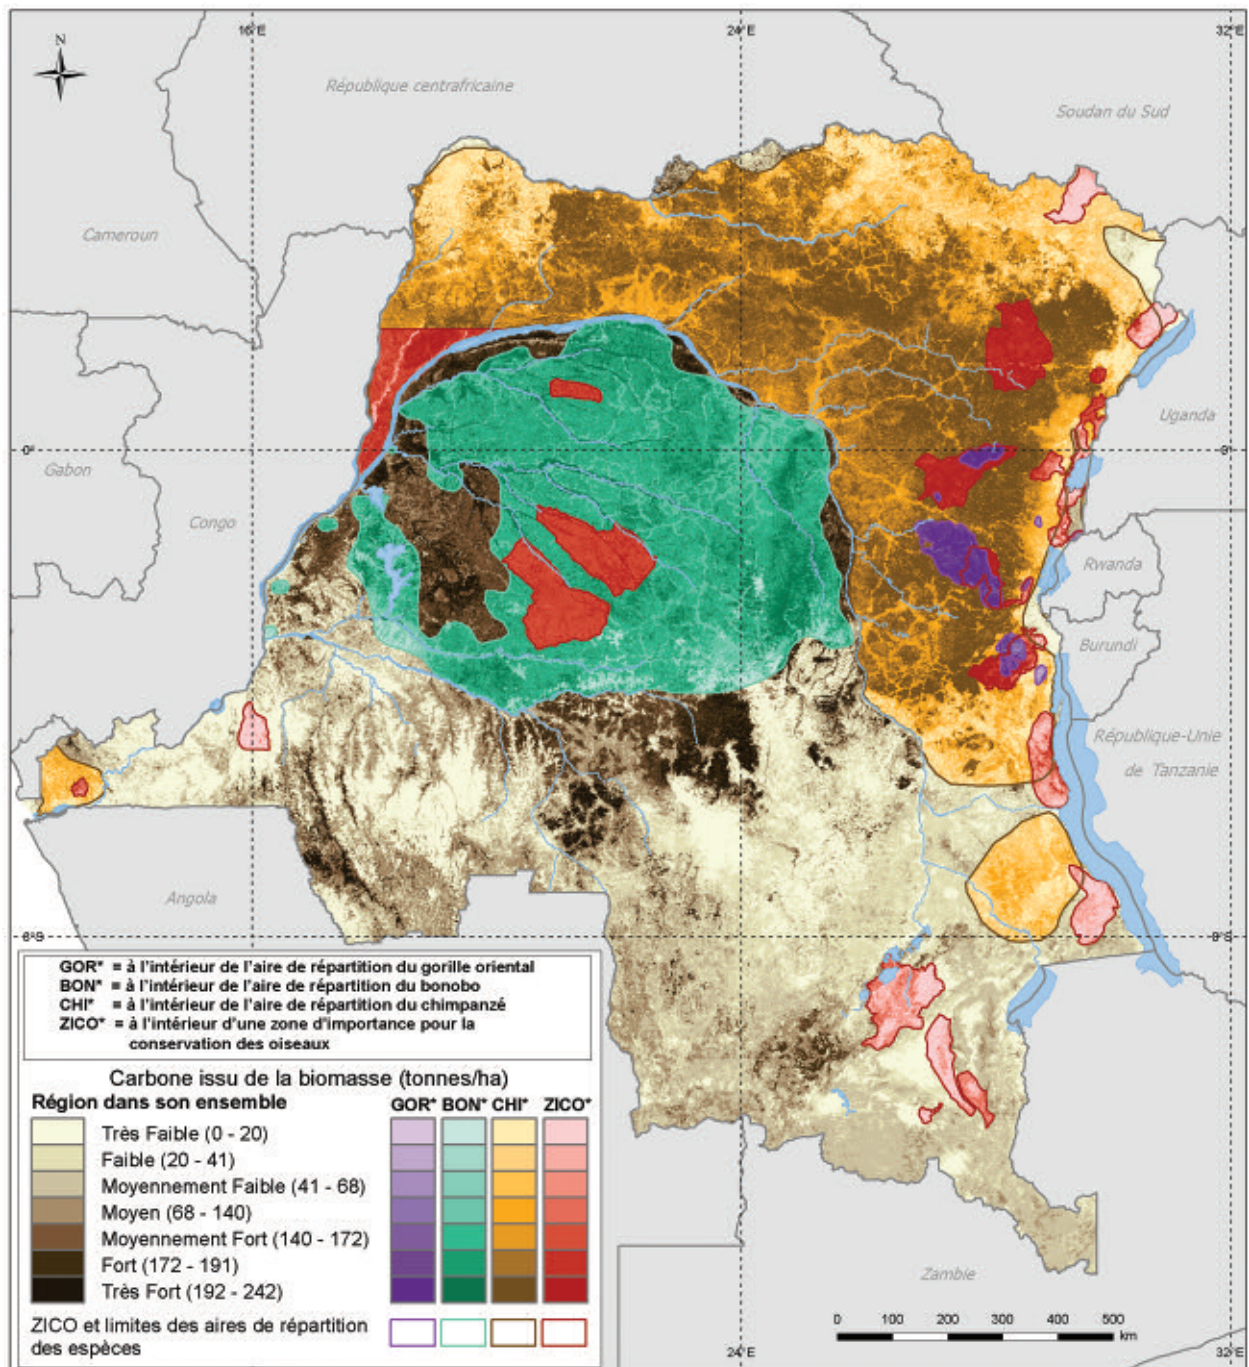 16°E
24°E
32°E
N
République centrafricaine
Soudan du Sud
Cameroun
Uganda
0°
0°
Gabon
Congo
Rwanda
Burundi
République-Unie
de Tanzanie
Angola
8°S
8°S
GOR* = à l'intérieur de l'aire de répartition du gorille oriental
BON* = à l'intérieur de l'aire de répartition du bonobo
CHI* = à l'intérieur de l'aire de répartition du chimpanzé
ZICO* = à l'intérieur d'une zone d'importance pour la
conservation des oiseaux
Carbone issu de la biomasse (tonnes/ha)
Région dans son ensemble GOR* BON* CHI* ZICO*
Très Faible (0 - 20)
Faible (20 - 41)
Moyennement Faible (41 - 68)
Moyen (68 - 140)
Moyennement Fort (140 - 172)
Fort (172 - 191)
Très Fort (192 - 242)
ZICO et limites des aires de répartition
des espèces
Zambie
0 100 200 300 400 500
km
24°E
32°E